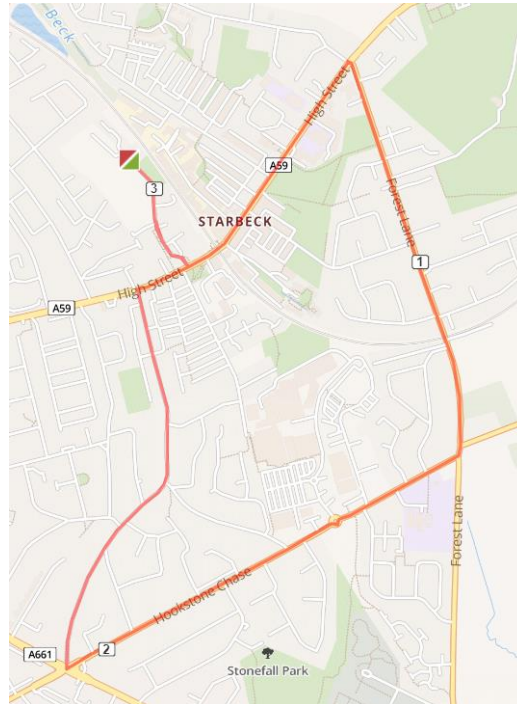 Beck
High Street
A59
Forest Lane
3
STARBECK
1
High Street
A59
Forest Lane
Hookstone Chase
2
A661
Stonefall Park